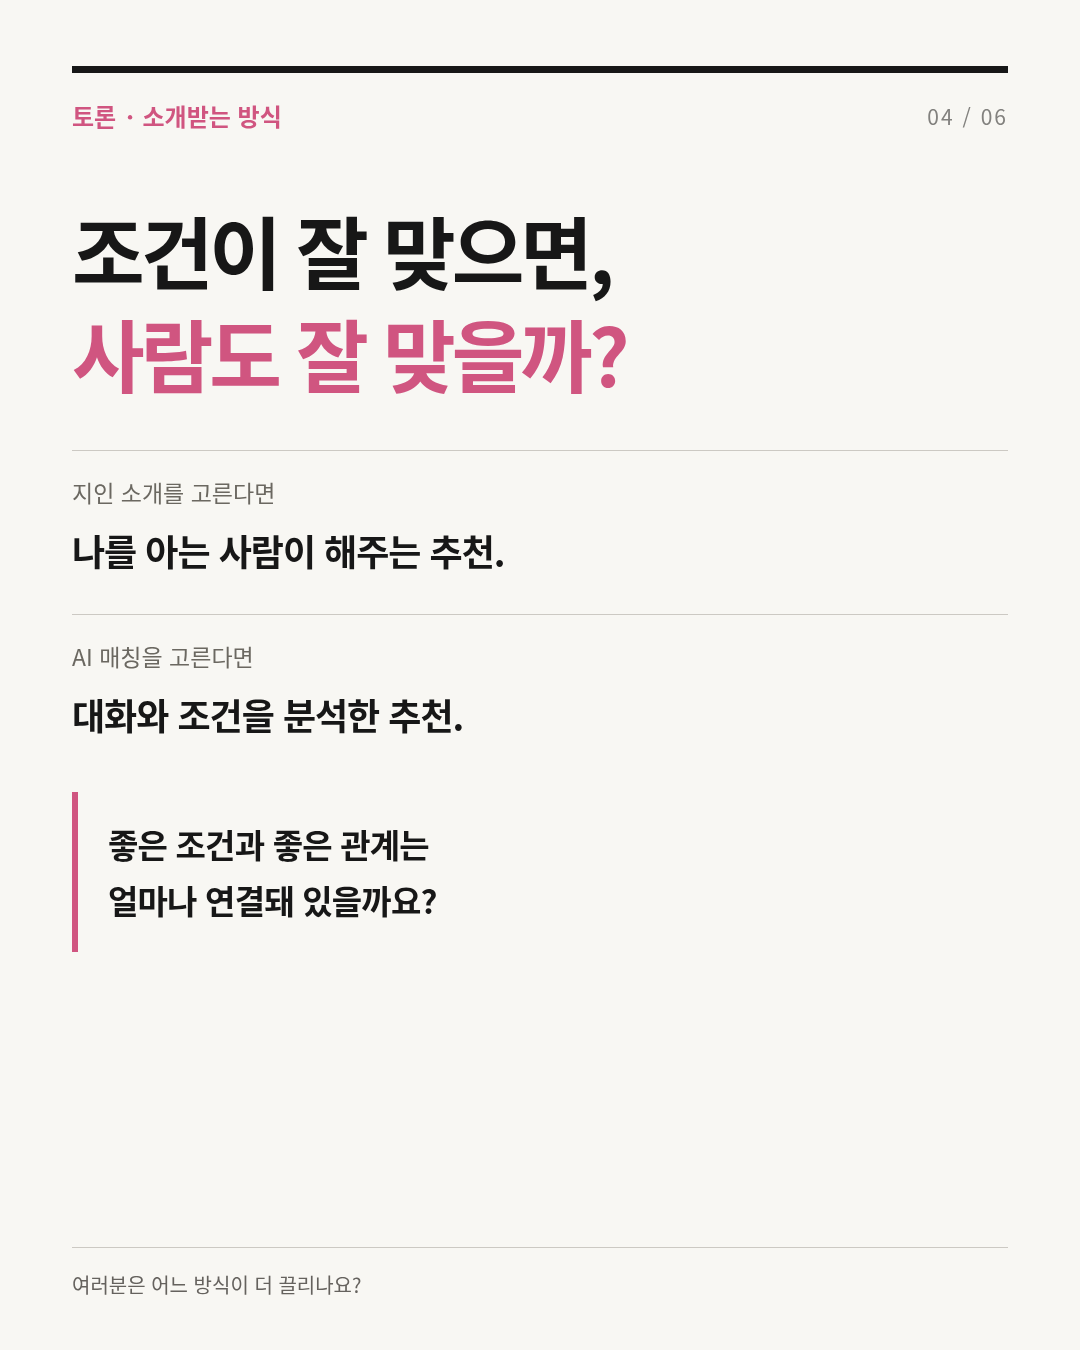 토론 · 소개받는 방식
04 / 06
조건이 잘 맞으면,
사람도 잘 맞을까?
지인 소개를 고른다면
나를 아는 사람이 해주는 추천.
AI 매칭을 고른다면
대화와 조건을 분석한 추천.
좋은 조건과 좋은 관계는
얼마나 연결돼 있을까요?
여러분은 어느 방식이 더 끌리나요?